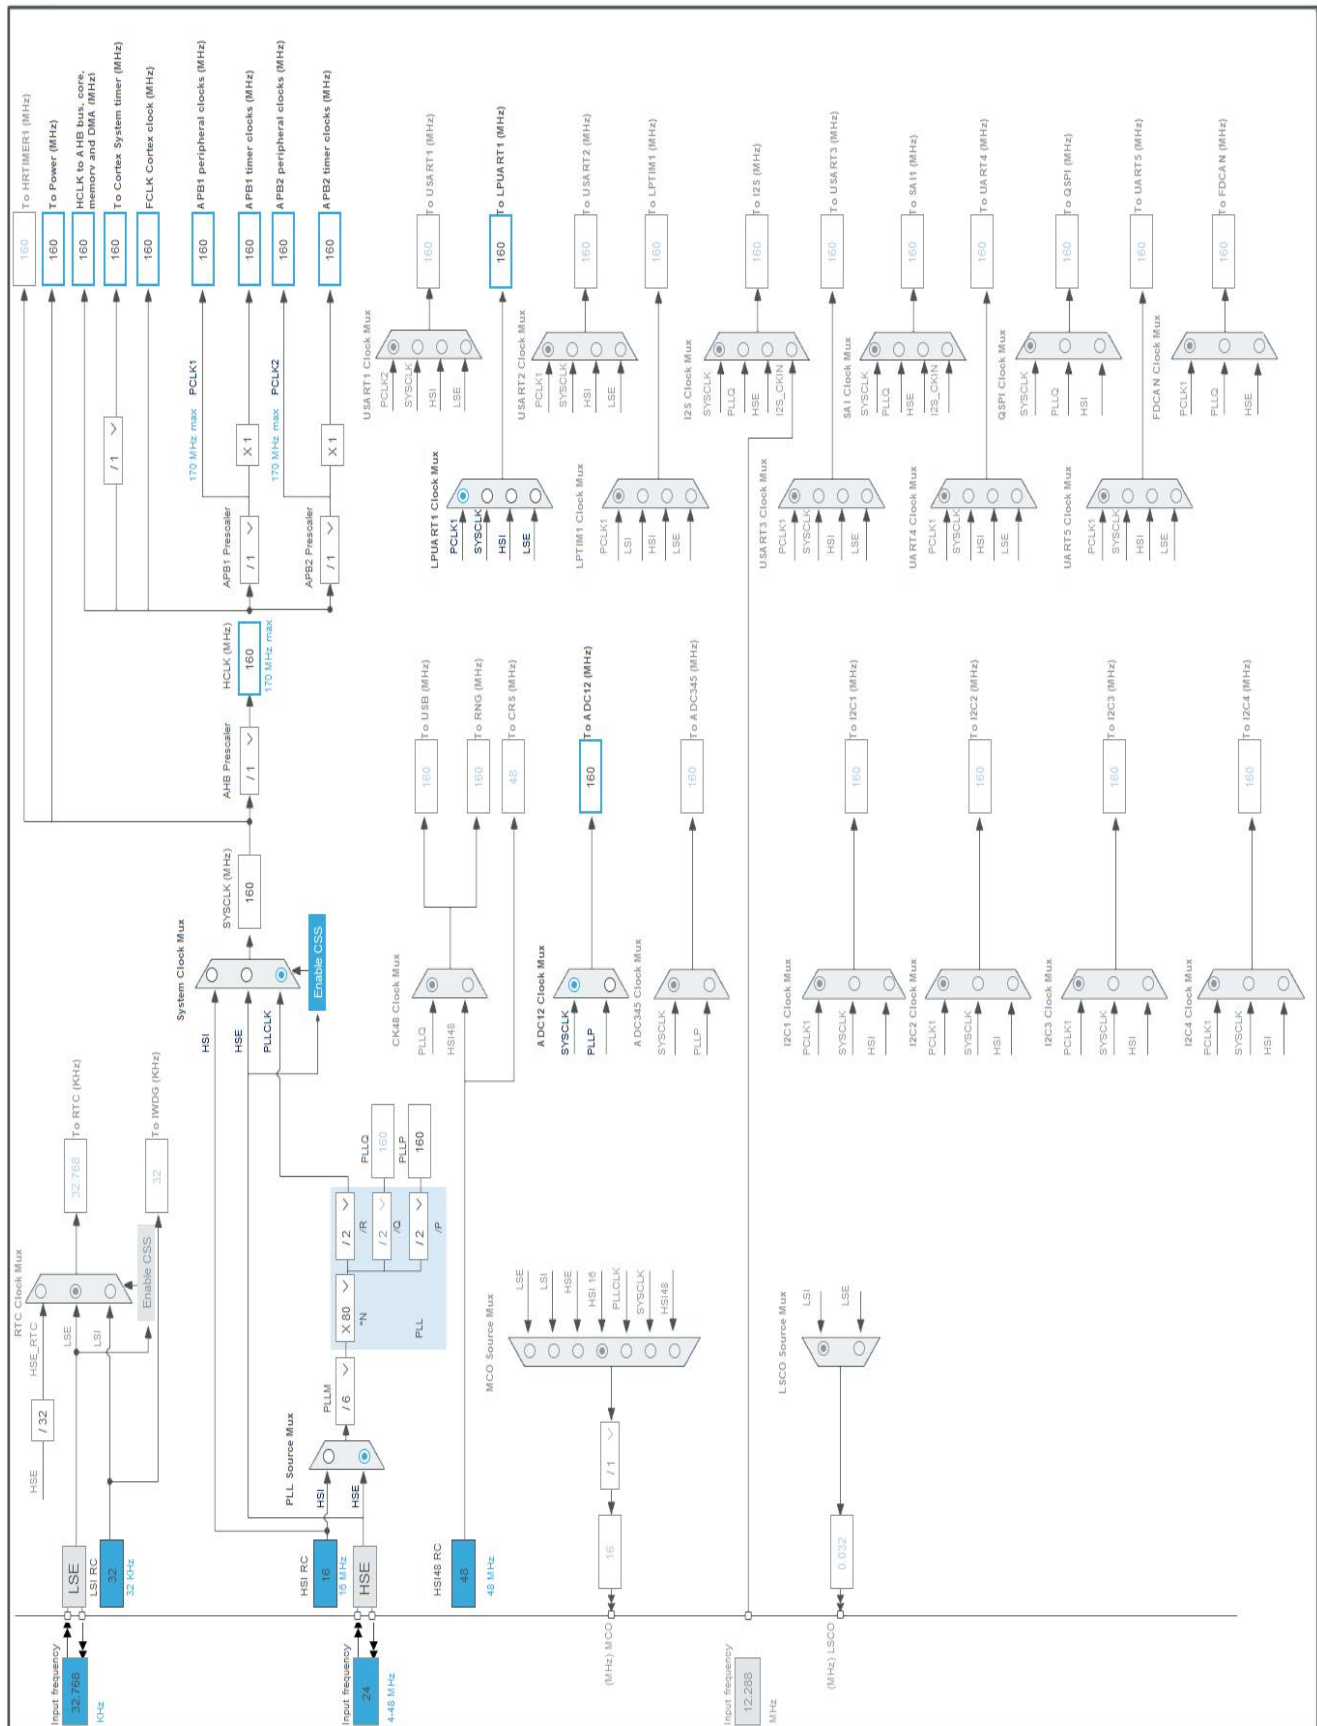 Input frequency
32.768
KHz
LSE
LSI RC
32
32 KHz
HSE
/ 32
HSE_RTC
LSE
LSI
RTC Clock Mux
Enable CSS
32.768
To RTC (KHz)
32
To IWDG (KHz)
Input frequency
24
4-48 MHz
HSI RC
16
16 MHz
HSE
HSI48 RC
48
48 MHz
PLL Source Mux
HSI
HSE
PLLM
/ 6
X 80
*N
PLL
/ 2
/R
/ 2
/Q
/ 2
/P
PLLQ
160
PLLP
160
System Clock Mux
HSI
HSE
PLLCLK
Enable CSS
SYSCLK (MHz)
160
AHB Prescaler
/ 1
HCLK (MHz)
160
170 MHz max
APB1 Prescaler
/ 1
APB2 Prescaler
/ 1
/ 1
170 MHz max
PCLK1
X 1
170 MHz max
PCLK2
X 1
160
To HRTIMER1 (MHz)
160
To Power (MHz)
160
HCLK to AHB bus, core,
memory and DMA (MHz)
160
To Cortex System timer (MHz)
160
FCLK Cortex clock (MHz)
160
APB1 peripheral clocks (MHz)
160
APB1 timer clocks (MHz)
160
APB2 peripheral clocks (MHz)
160
APB2 timer clocks (MHz)
CK48 Clock Mux
PLLQ
HSI48
160
To USB (MHz)
160
To RNG (MHz)
48
To CRS (MHz)
ADC12 Clock Mux
SYSCLK
PLLP
160
To ADC12 (MHz)
ADC345 Clock Mux
SYSCLK
PLLP
160
To ADC345 (MHz)
USART1 Clock Mux
PCLK2
SYSCLK
HSI
LSE
160
To USART1 (MHz)
LPUART1 Clock Mux
PCLK1
SYSCLK
HSI
LSE
160
To LPUART1 (MHz)
USART2 Clock Mux
PCLK1
SYSCLK
HSI
LSE
160
To USART2 (MHz)
LPTIM1 Clock Mux
PCLK1
LSI
HSI
LSE
160
To LPTIM1 (MHz)
I2S Clock Mux
SYSCLK
PLLQ
HSE
I2S_CKIN
160
To I2S (MHz)
USART3 Clock Mux
PCLK1
SYSCLK
HSI
LSE
160
To USART3 (MHz)
SAI Clock Mux
SYSCLK
PLLQ
HSE
I2S_CKIN
160
To SAI1 (MHz)
UART4 Clock Mux
PCLK1
SYSCLK
HSI
LSE
160
To UART4 (MHz)
QSPI Clock Mux
SYSCLK
PLLQ
HSI
160
To QSPI (MHz)
UART5 Clock Mux
PCLK1
SYSCLK
HSI
LSE
160
To UART5 (MHz)
FDCAN Clock Mux
PCLK1
PLLQ
HSE
160
To FDCAN (MHz)
I2C1 Clock Mux
PCLK1
SYSCLK
HSI
160
To I2C1 (MHz)
I2C2 Clock Mux
PCLK1
SYSCLK
HSI
160
To I2C2 (MHz)
I2C3 Clock Mux
PCLK1
SYSCLK
HSI
160
To I2C3 (MHz)
I2C4 Clock Mux
PCLK1
SYSCLK
HSI
160
To I2C4 (MHz)
MCO Source Mux
LSE
LSI
HSE
HSI 16
PLLCLK
SYSCLK
HSI48
/ 1
16
(MHz) MCO
Input frequency
12.288
MHz
LSCO Source Mux
LSI
LSE
0.032
(MHz) LSCO